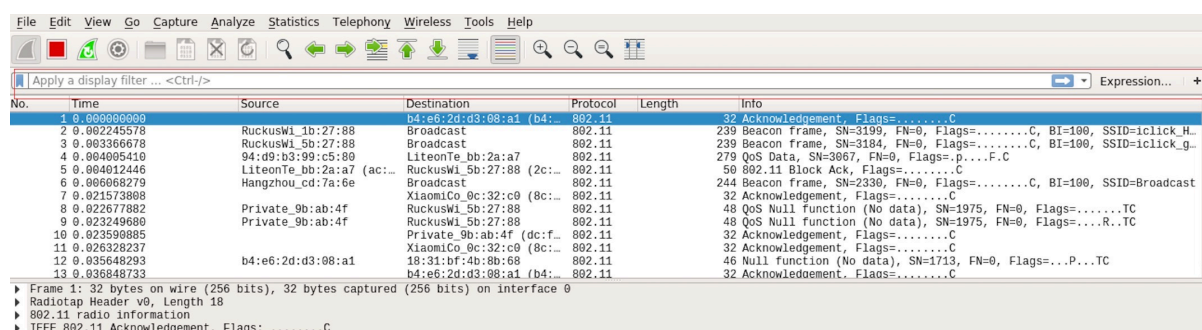 File Edit View Go Capture Analyze Statistics Telephony Wireless Tools Help
Apply a display filter ... <Ctrl-/> Expression... +
No. Time Source Destination Protocol Length Info
1 0.000000000 b4:e6:2d:d3:08:a1 (b4:… 802.11 32 Acknowledgement, Flags=........C
2 0.002245578 RuckusWi_1b:27:88 Broadcast 802.11 239 Beacon frame, SN=3199, FN=0, Flags=........C, BI=100, SSID=iclick_H…
3 0.003366678 RuckusWi_5b:27:88 Broadcast 802.11 239 Beacon frame, SN=3184, FN=0, Flags=........C, BI=100, SSID=iclick_g…
4 0.004005410 94:d9:b3:99:c5:80 LiteonTe_bb:2a:a7 802.11 279 QoS Data, SN=3067, FN=0, Flags=.p....F.C
5 0.004012446 LiteonTe_bb:2a:a7 (ac:… RuckusWi_5b:27:88 (2c:… 802.11 50 802.11 Block Ack, Flags=........C
6 0.006068279 Hangzhou_cd:7a:6e Broadcast 802.11 244 Beacon frame, SN=2330, FN=0, Flags=........C, BI=100, SSID=Broadcast
7 0.021573808 XiaomiCo_0c:32:c0 (8c:… 802.11 32 Acknowledgement, Flags=........C
8 0.022677882 Private_9b:ab:4f RuckusWi_5b:27:88 802.11 48 QoS Null function (No data), SN=1975, FN=0, Flags=.......TC
9 0.023249680 Private_9b:ab:4f RuckusWi_5b:27:88 802.11 48 QoS Null function (No data), SN=1975, FN=0, Flags=....R..TC
10 0.023590885 Private_9b:ab:4f (dc:f… 802.11 32 Acknowledgement, Flags=........C
11 0.026328237 XiaomiCo_0c:32:c0 (8c:… 802.11 32 Acknowledgement, Flags=........C
12 0.035648293 b4:e6:2d:d3:08:a1 18:31:bf:4b:8b:68 802.11 46 Null function (No data), SN=1713, FN=0, Flags=...P...TC
13 0.036848733 b4:e6:2d:d3:08:a1 (b4:… 802.11 32 Acknowledgement, Flags=........C
Frame 1: 32 bytes on wire (256 bits), 32 bytes captured (256 bits) on interface 0
Radiotap Header v0, Length 18
802.11 radio information
IEEE 802.11 Acknowledgement, Flags: ........C